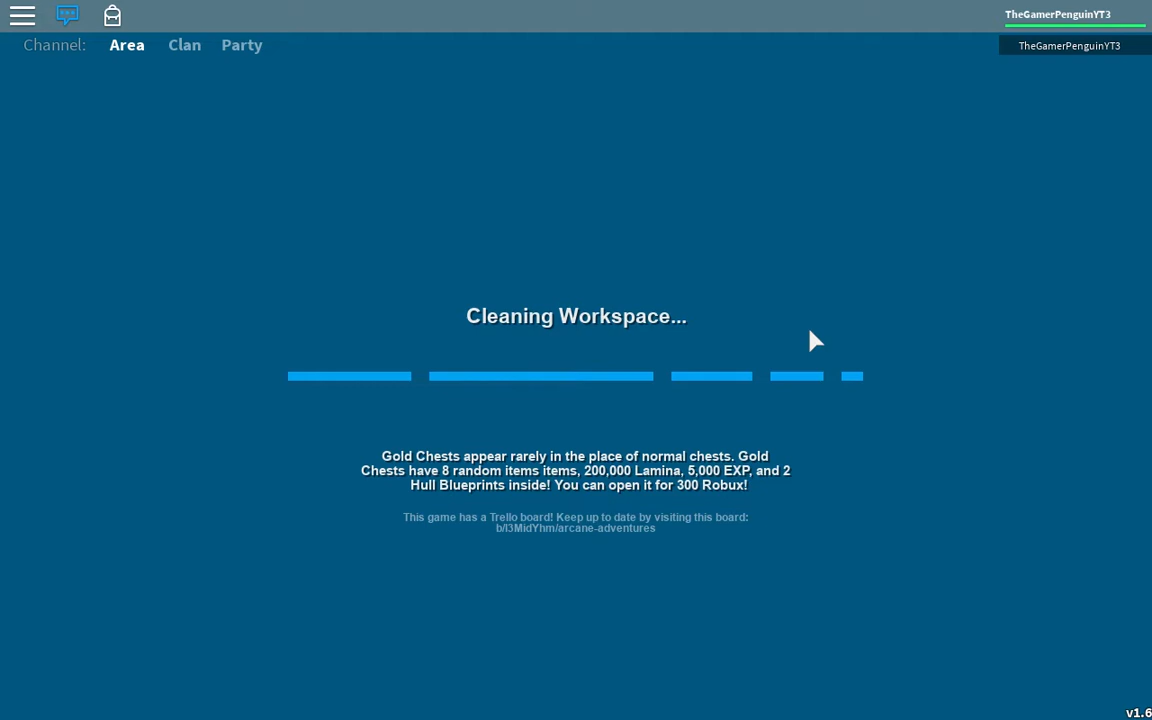 TheGamerPenguinYT3
Channel: Area Clan Party
TheGamerPenguinYT3
Cleaning Workspace...
Gold Chests appear rarely in the place of normal chests. Gold
Chests have 8 random items items, 200,000 Lamina, 5,000 EXP, and 2
Hull Blueprints inside! You can open it for 300 Robux!
This game has a Trello board! Keep up to date by visiting this board:
b/I3MidYhm/arcane-adventures
v1.6